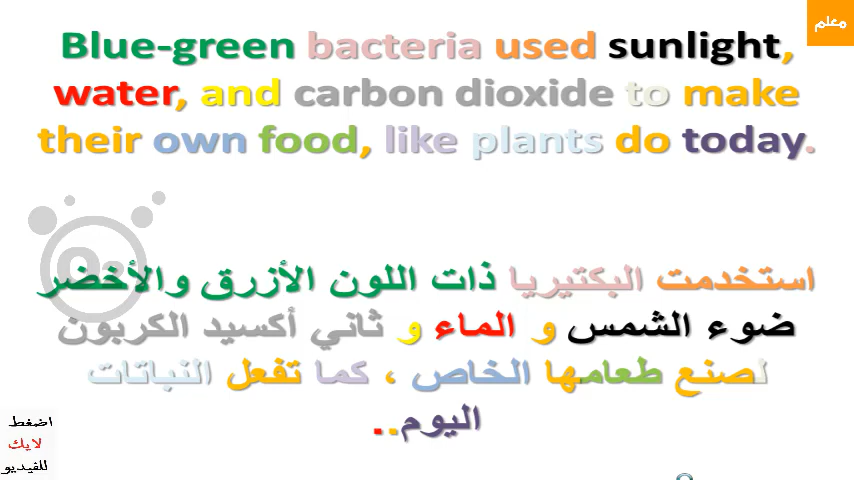 معلم
Blue-green bacteria used sunlight,
water, and carbon dioxide to make
their own food, like plants do today.
استخدمت البكتيريا ذات اللون الأزرق والأخضر
ضوء الشمس و الماء و ثاني أكسيد الكربون
لصنع طعامها الخاص ، كما تفعل النباتات
اليوم..
اضغط
لايك
للفيديو